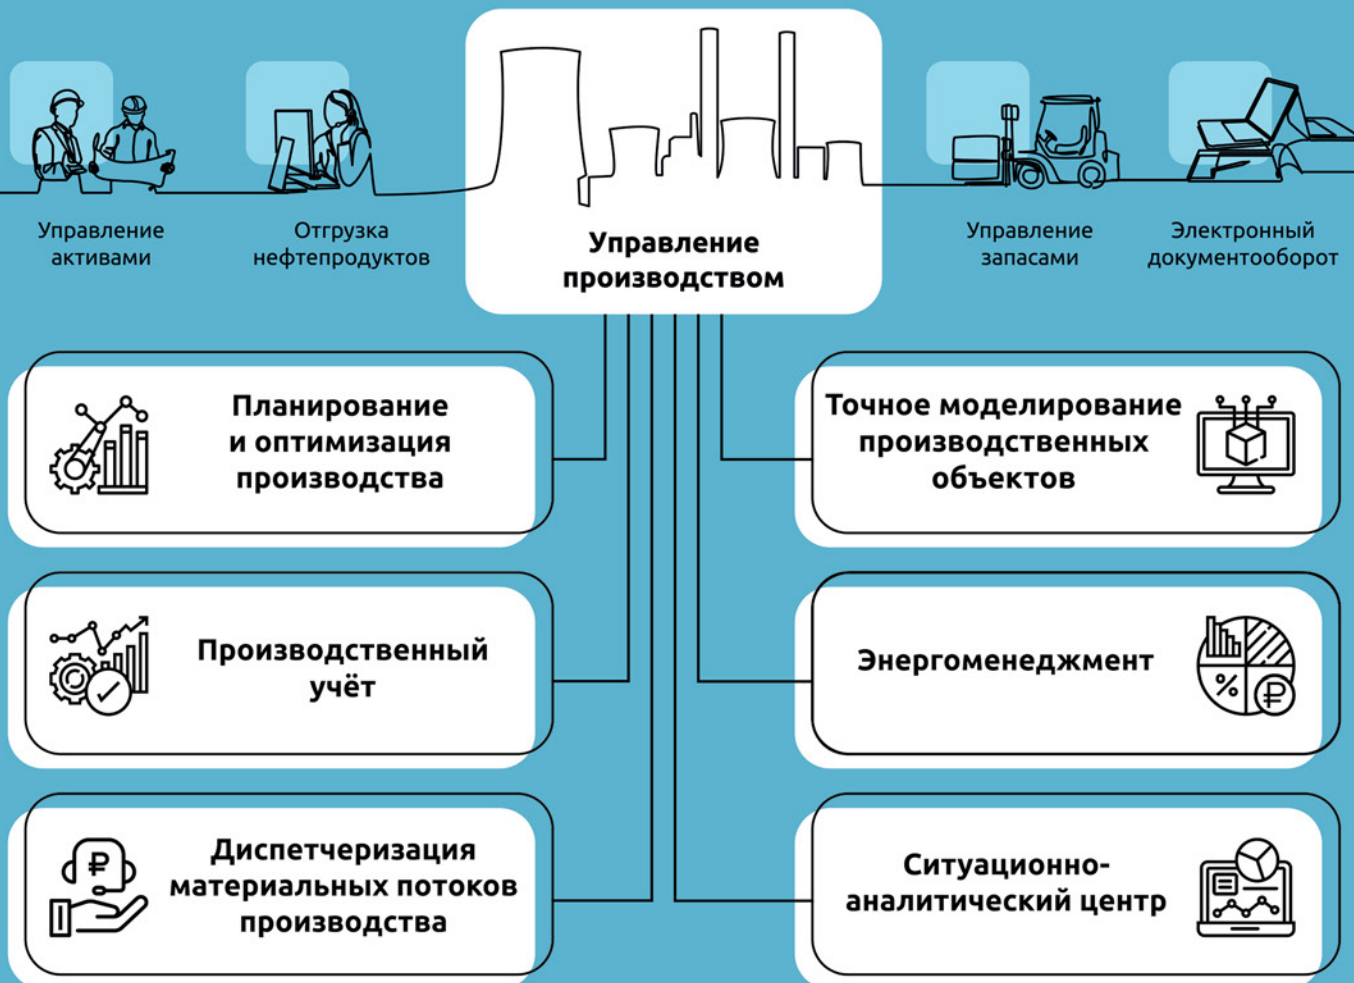 Управление
активами
Отгрузка
нефтепродуктов
Управление
производством
Управление
запасами
Электронный
документооборот
Планирование
и оптимизация
производства
Точное моделирование
производственных
объектов
Производственный
учёт
Энергоменеджмент
%
₽
₽
Диспетчеризация
материальных потоков
производства
Ситуационно-
аналитический центр